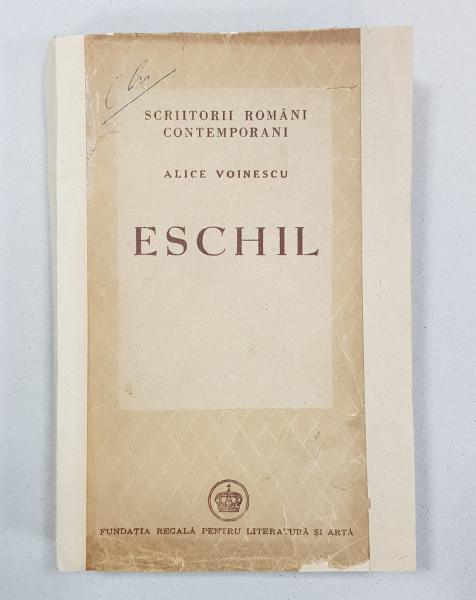 SCRIITORII ROMÂNI
CONTEMPORANI
ALICE VOINESCU
ESCHIL
FUNDAȚIA REGALĂ PENTRU LITERATURĂ ȘI ARTĂ